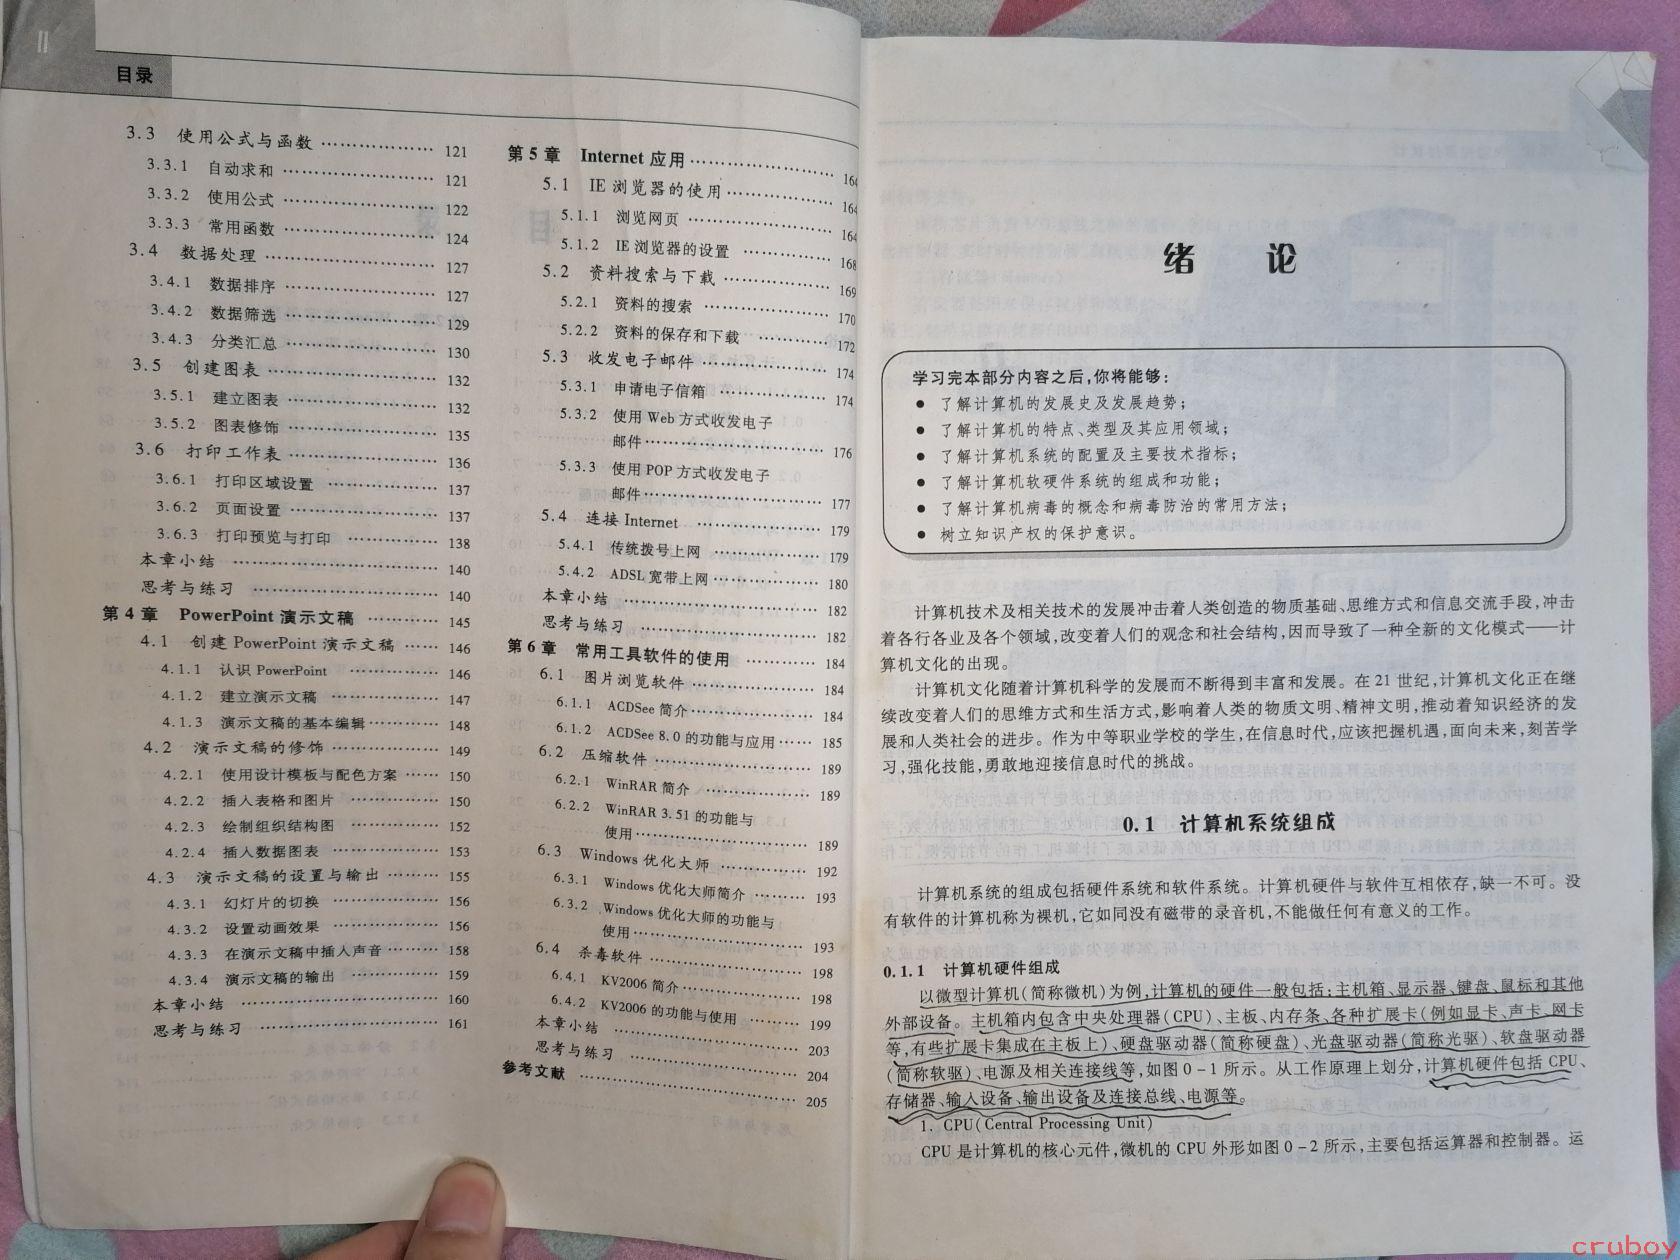 II
目录
3.3 使用公式与函数 ……………… 121
3.3.1 自动求和 ……………… 121
3.3.2 使用公式 ……………… 122
3.3.3 常用函数 ……………… 124
3.4 数据处理 ……………… 127
3.4.1 数据排序 ……………… 127
3.4.2 数据筛选 ……………… 129
3.4.3 分类汇总 ……………… 130
3.5 创建图表 ……………… 132
3.5.1 建立图表 ……………… 132
3.5.2 图表修饰 ……………… 135
3.6 打印工作表 ……………… 136
3.6.1 打印区域设置 ……………… 137
3.6.2 页面设置 ……………… 137
3.6.3 打印预览与打印 ……………… 138
本章小结 ……………… 140
思考与练习 ……………… 140
第4章 PowerPoint 演示文稿 ………… 145
4.1 创建 PowerPoint 演示文稿 …… 146
4.1.1 认识 PowerPoint ………… 146
4.1.2 建立演示文稿 ………… 147
4.1.3 演示文稿的基本编辑 ………… 148
4.2 演示文稿的修饰 ………… 149
4.2.1 使用设计模板与配色方案 …… 150
4.2.2 插入表格和图片 ………… 150
4.2.3 绘制组织结构图 ………… 152
4.2.4 插入数据图表 ………… 153
4.3 演示文稿的设置与输出 ……… 155
4.3.1 幻灯片的切换 ………… 156
4.3.2 设置动画效果 ………… 156
4.3.3 在演示文稿中插入声音 ……… 158
4.3.4 演示文稿的输出 ………… 159
本章小结 ……………… 160
思考与练习 ……………… 161
第5章 Internet 应用 ……………… 164
5.1 IE 浏览器的使用 ………… 164
5.1.1 浏览网页 ……………… 164
5.1.2 IE 浏览器的设置 ………… 168
5.2 资料搜索与下载 ………… 169
5.2.1 资料的搜索 ………… 170
5.2.2 资料的保存和下载 ……… 172
5.3 收发电子邮件 ………… 174
5.3.1 申请电子信箱 ………… 174
5.3.2 使用 Web 方式收发电子
邮件 ……………… 176
5.3.3 使用 POP 方式收发电子
邮件 ……………… 177
5.4 连接 Internet ………… 179
5.4.1 传统拨号上网 ………… 179
5.4.2 ADSL 宽带上网 ………… 180
本章小结 ……………… 182
思考与练习 ……………… 182
第6章 常用工具软件的使用 ……… 184
6.1 图片浏览软件 ………… 184
6.1.1 ACDSee 简介 ………… 184
6.1.2 ACDSee 8.0 的功能与应用 …… 185
6.2 压缩软件 ……………… 189
6.2.1 WinRAR 简介 ………… 189
6.2.2 WinRAR 3.51 的功能与
使用 ……………… 189
6.3 Windows 优化大师 ………… 192
6.3.1 Windows 优化大师简介 ……… 193
6.3.2 Windows 优化大师的功能与
使用 ……………… 193
6.4 杀毒软件 ……………… 198
6.4.1 KV2006 简介 ………… 198
6.4.2 KV2006 的功能与使用 ……… 199
本章小结 ……………… 203
思考与练习 ……………… 204
参考文献 ……………… 205
绪 论
学习完本部分内容之后,你将能够:
● 了解计算机的发展史及发展趋势;
● 了解计算机的特点、类型及其应用领域;
● 了解计算机系统的配置及主要技术指标;
● 了解计算机软硬件系统的组成和功能;
● 了解计算机病毒的概念和病毒防治的常用方法;
● 树立知识产权的保护意识。
计算机技术及相关技术的发展冲击着人类创造的物质基础、思维方式和信息交流手段,冲击
着各行各业及各个领域,改变着人们的观念和社会结构,因而导致了一种全新的文化模式——计
算机文化的出现。
计算机文化随着计算机科学的发展而不断得到丰富和发展。在 21 世纪,计算机文化正在继
续改变着人们的思维方式和生活方式,影响着人类的物质文明、精神文明,推动着知识经济的发
展和人类社会的进步。作为中等职业学校的学生,在信息时代,应该把握机遇,面向未来,刻苦学
习,强化技能,勇敢地迎接信息时代的挑战。
0.1 计算机系统组成
计算机系统的组成包括硬件系统和软件系统。计算机硬件与软件互相依存,缺一不可。没
有软件的计算机称为裸机,它如同没有磁带的录音机,不能做任何有意义的工作。
0.1.1 计算机硬件组成
以微型计算机(简称微机)为例,计算机的硬件一般包括:主机箱、显示器、键盘、鼠标和其他
外部设备。主机箱内包含中央处理器(CPU)、主板、内存条、各种扩展卡(例如显卡、声卡、网卡
等,有些扩展卡集成在主板上)、硬盘驱动器(简称硬盘)、光盘驱动器(简称光驱)、软盘驱动器
(简称软驱)、电源及相关连接线等,如图 0-1 所示。从工作原理上划分,计算机硬件包括 CPU、
存储器、输入设备、输出设备及连接总线、电源等。
1. CPU(Central Processing Unit)
CPU 是计算机的核心元件,微机的 CPU 外形如图 0-2 所示,主要包括运算器和控制器。运
cruboy